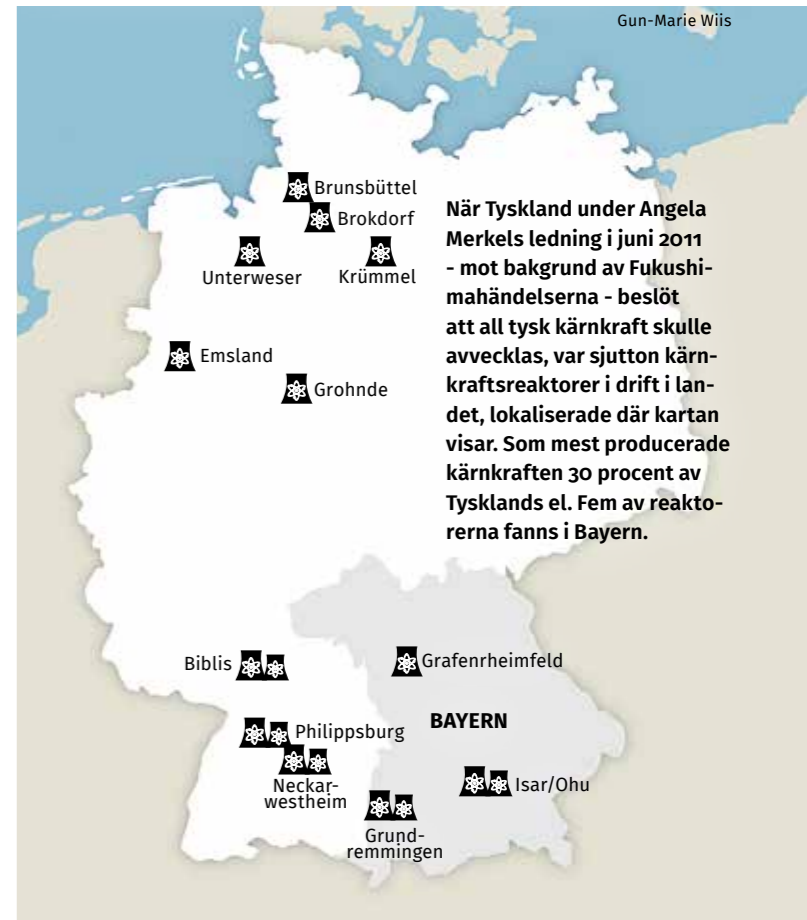 Gun-Marie Wiis
Brunsbüttel
Brokdorf
Unterweser
Krümmel
Emsland
Grohnde
När Tyskland under Angela
Merkels ledning i juni 2011
- mot bakgrund av Fukushi-
mahändelserna - beslöt
att all tysk kärnkraft skulle
avvecklas, var sjutton kärn-
kraftsreaktorer i drift i lan-
det, lokaliserade där kartan
visar. Som mest producerade
kärnkraften 30 procent av
Tysklands el. Fem av reakto-
rerna fanns i Bayern.
Biblis
Grafenrheimfeld
Philippsburg
BAYERN
Neckar-
westheim
Isar/Ohu
Grund-
remmingen